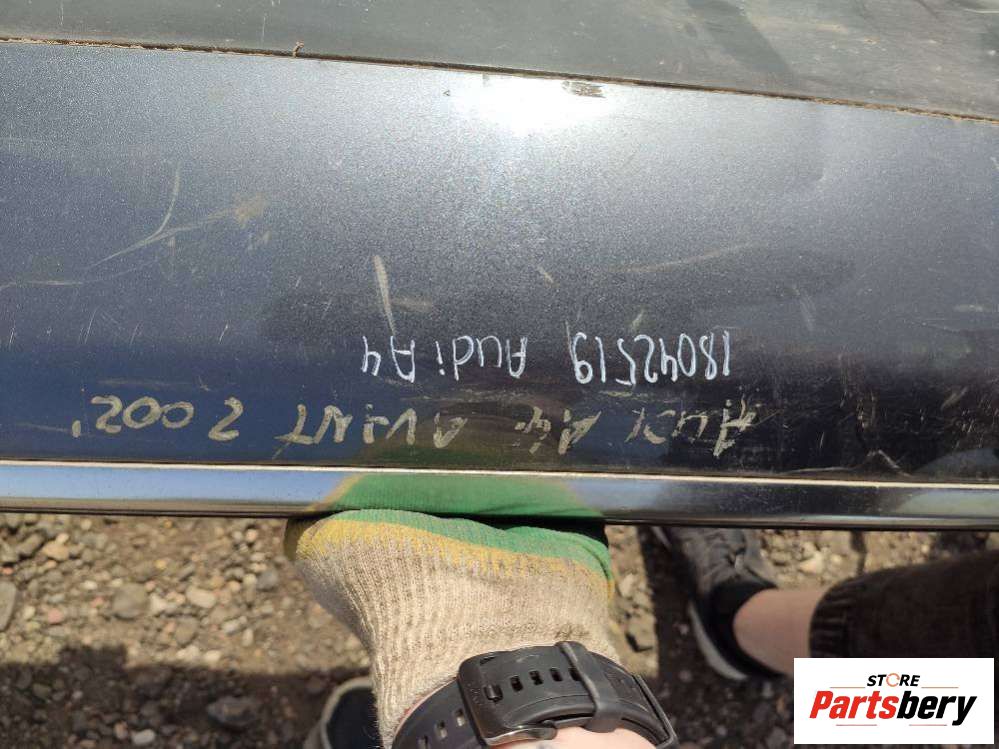 AUDI A4 AVANT 2002'
18042519 Audi A4
STORE
Partsbery